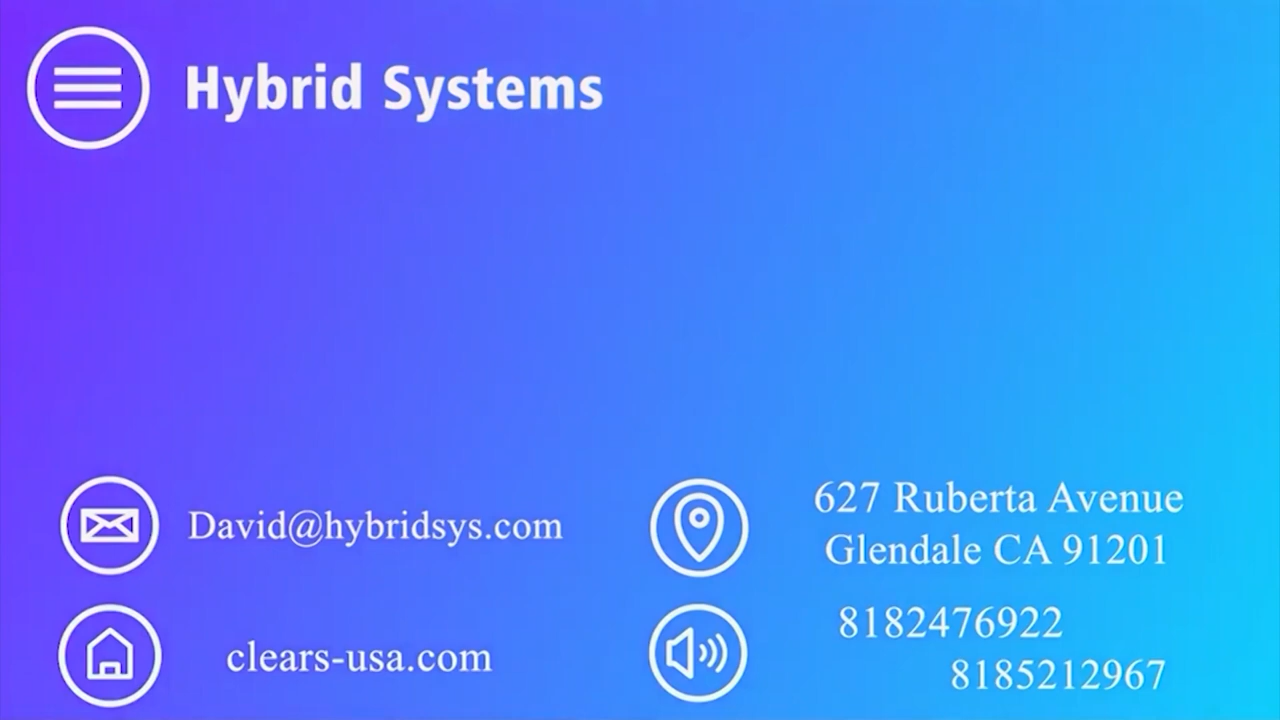 Hybrid Systems
David@hybridsys.com
clears-usa.com
627 Ruberta Avenue
Glendale CA 91201
8182476922
8185212967